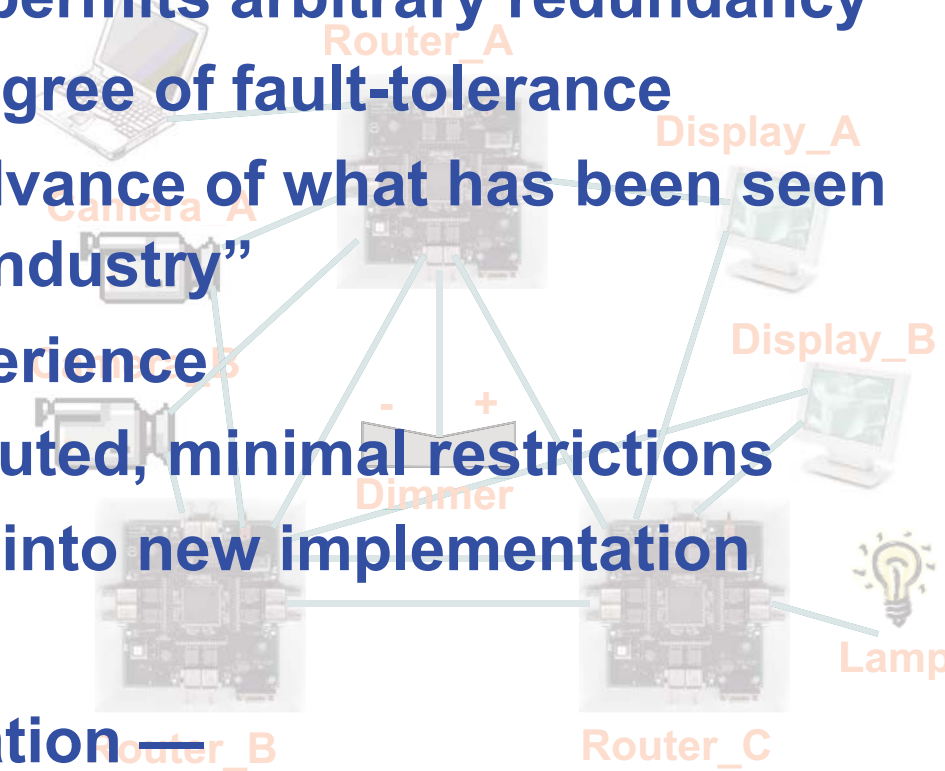 permits arbitrary redundancy
Router_A
gree of fault-tolerance
Display_A
dvance of what has been seen
Camera_A
ndustry”
Display_B
erience
Camera_B
- +
uted, minimal restrictions
Dimmer
into new implementation
Lamp
ation —
Router_B
Router_C